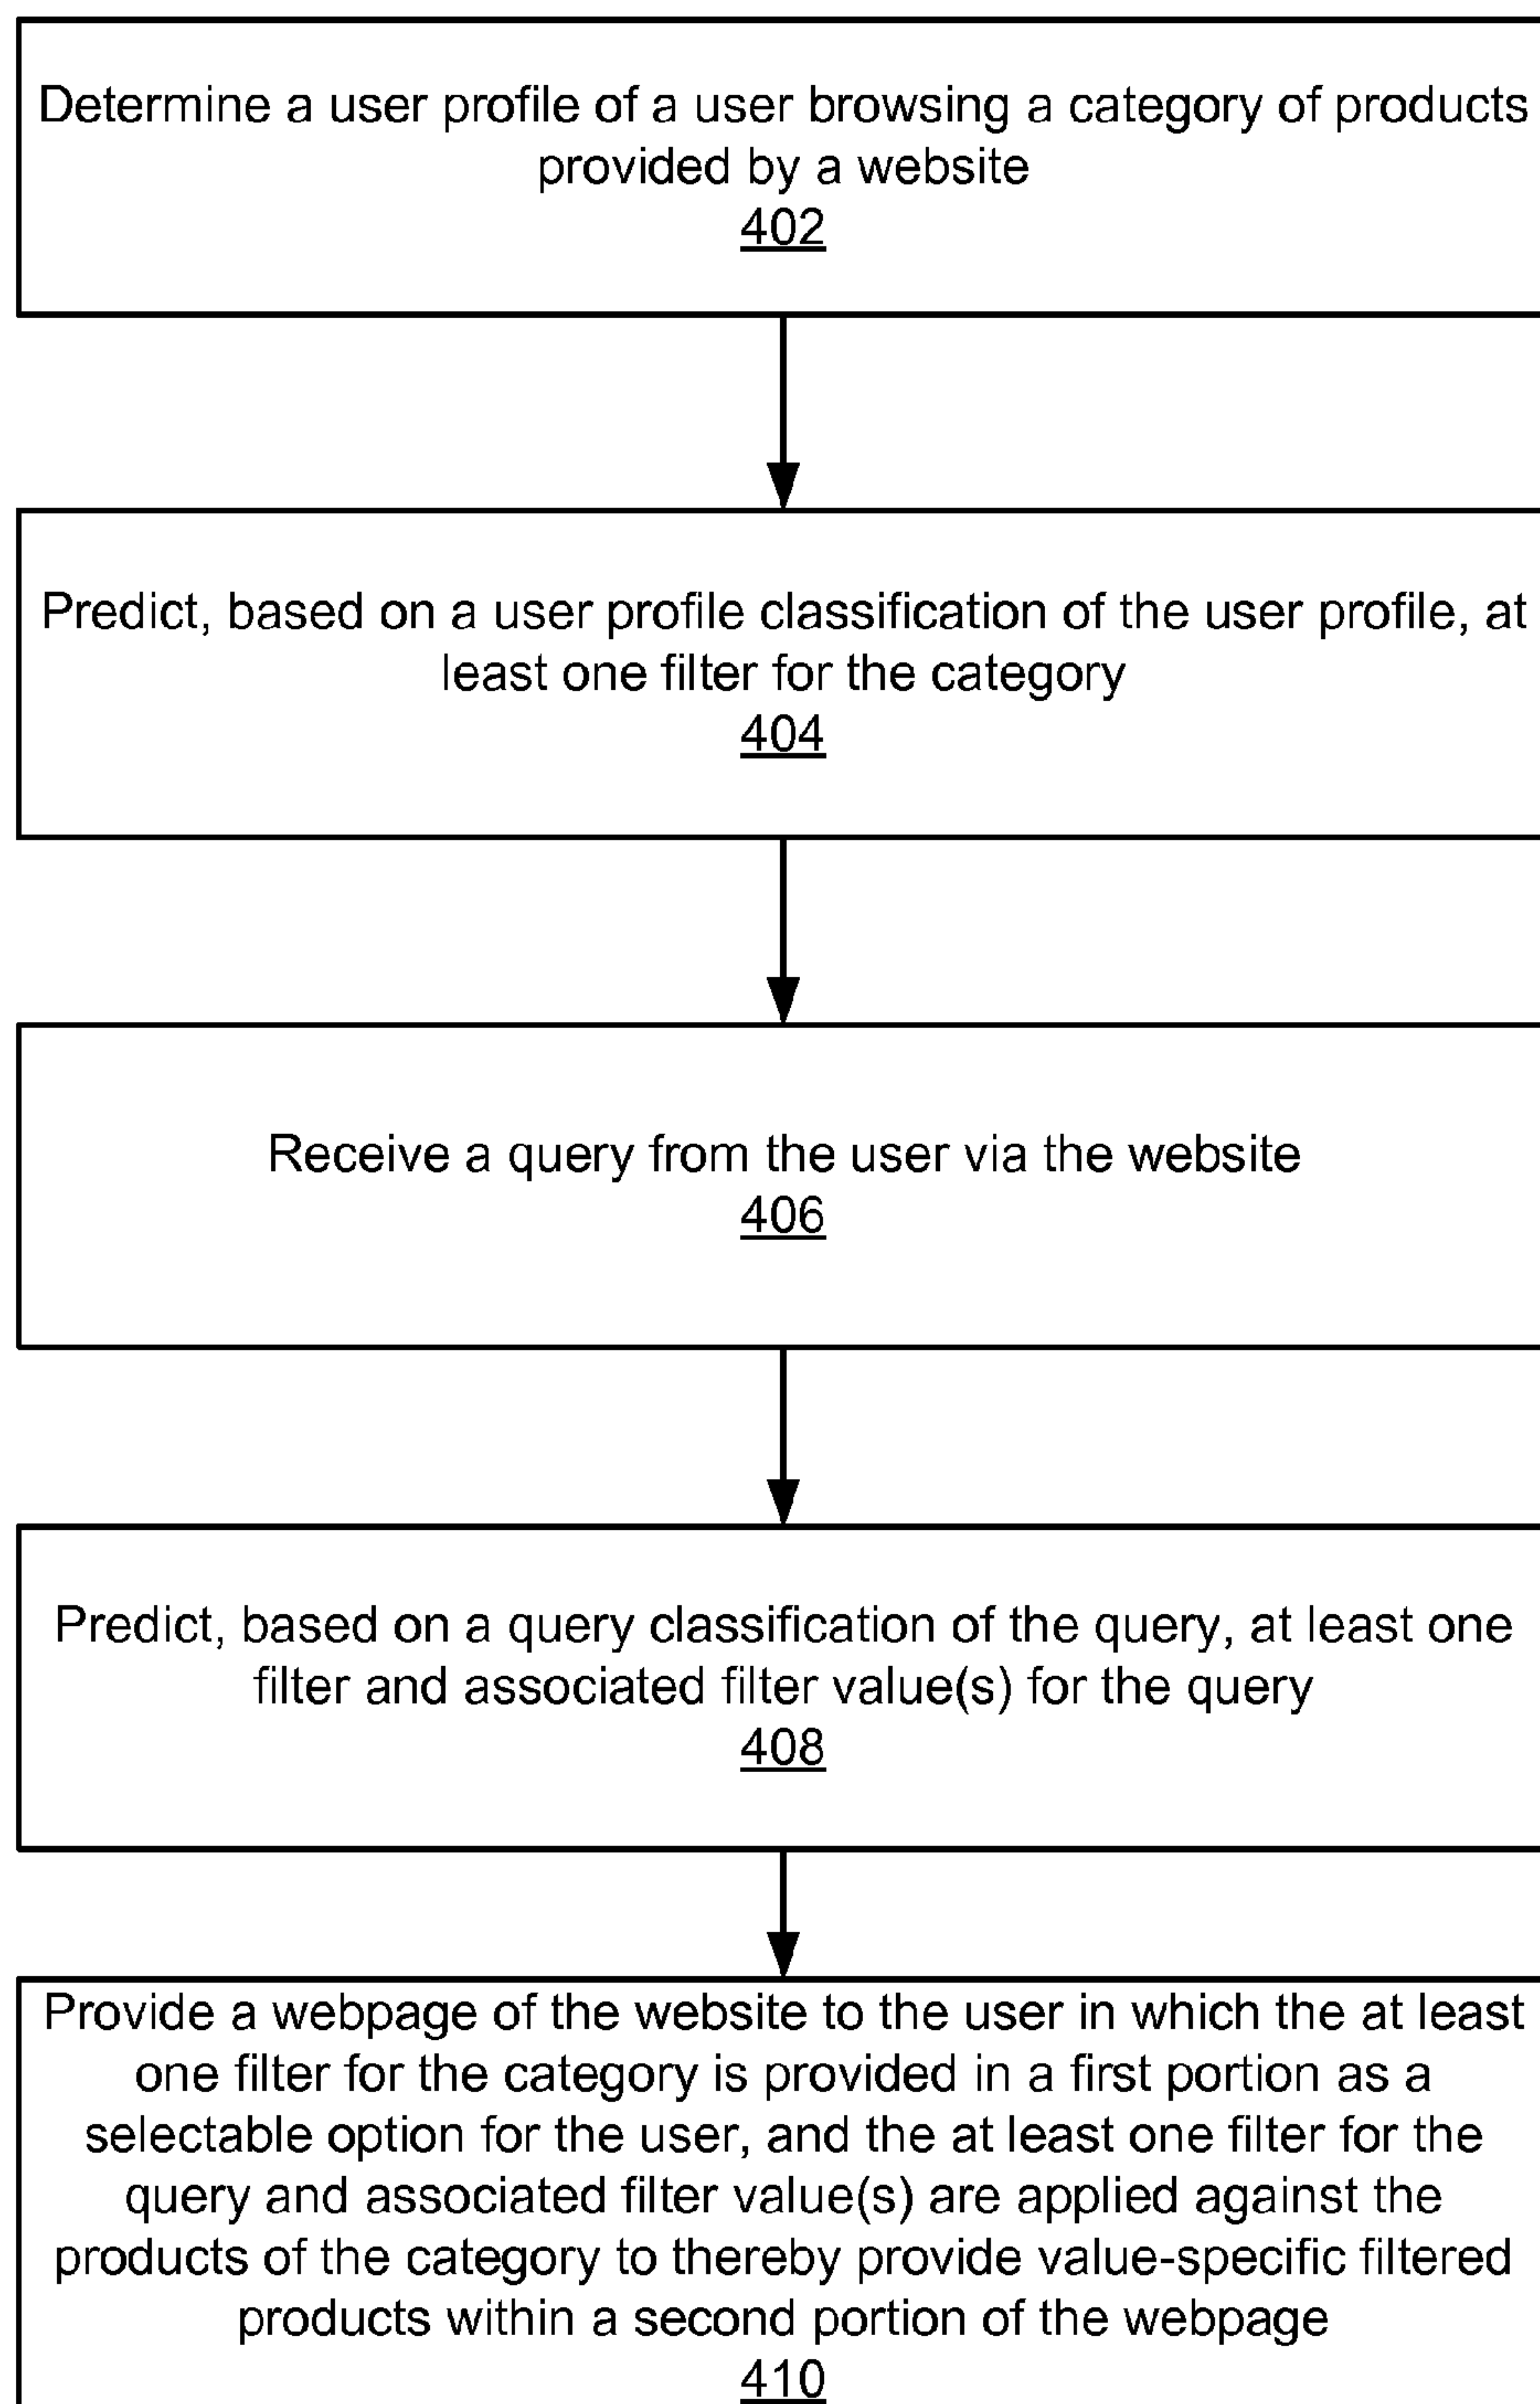 Determine a user profile of a user browsing a category of products
provided by a website
402
Predict, based on a user profile classification of the user profile, at
least one filter for the category
404
Receive a query from the user via the website
406
Predict, based on a query classification of the query, at least one
filter and associated filter value(s) for the query
408
Provide a webpage of the website to the user in which the at least
one filter for the category is provided in a first portion as a
selectable option for the user, and the at least one filter for the
query and associated filter value(s) are applied against the
products of the category to thereby provide value-specific filtered
products within a second portion of the webpage
410